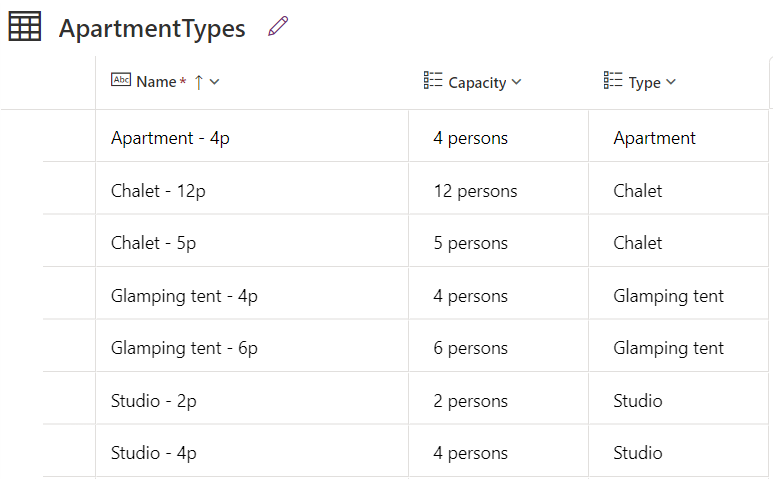 ApartmentTypes
Abc Name * ↑ Capacity Type
Apartment - 4p 4 persons Apartment
Chalet - 12p 12 persons Chalet
Chalet - 5p 5 persons Chalet
Glamping tent - 4p 4 persons Glamping tent
Glamping tent - 6p 6 persons Glamping tent
Studio - 2p 2 persons Studio
Studio - 4p 4 persons Studio